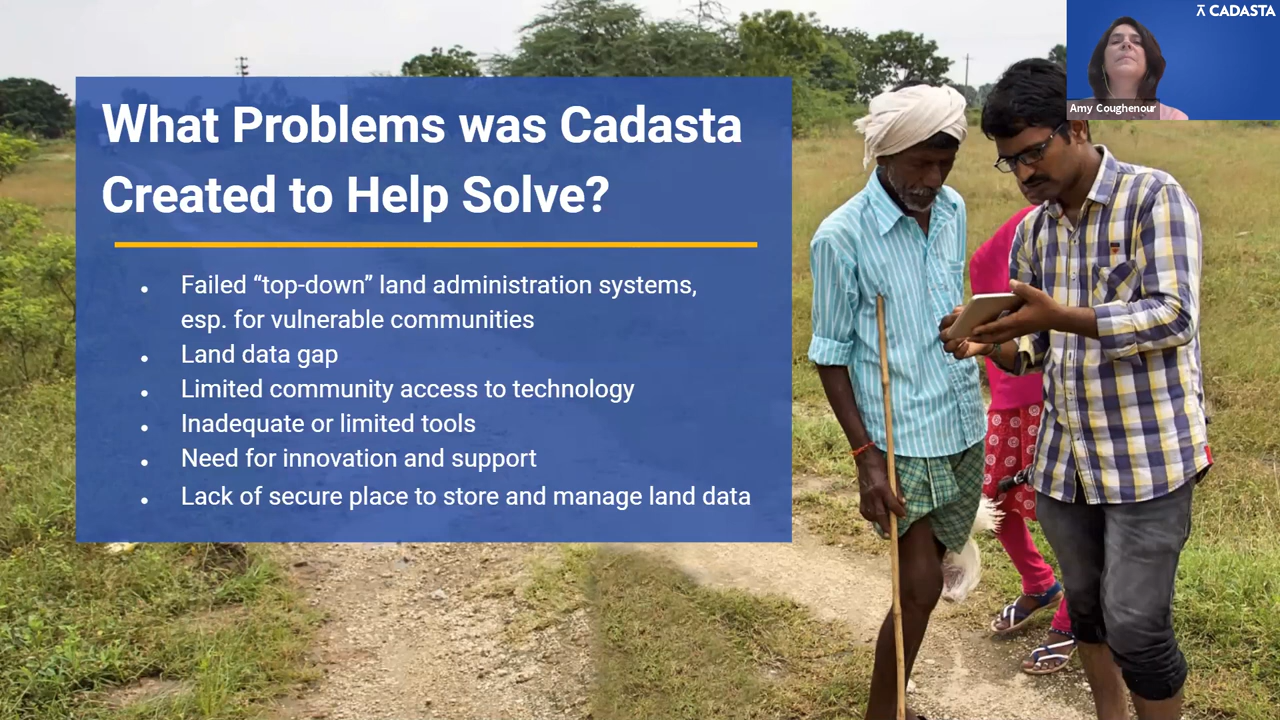 CADASTA
Amy Coughenour
What Problems was Cadasta
Created to Help Solve?
Failed “top-down” land administration systems,
esp. for vulnerable communities
Land data gap
Limited community access to technology
Inadequate or limited tools
Need for innovation and support
Lack of secure place to store and manage land data